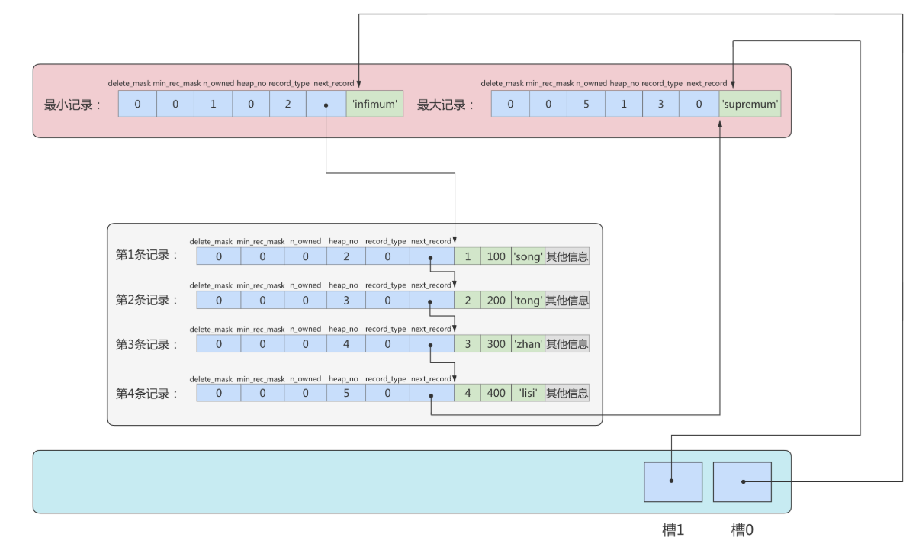 delete_mask min_rec_mask n_owned heap_no record_type next_record delete_mask min_rec_mask n_owned heap_no record_type next_record
最小记录： 0 0 1 0 2 'infimum' 最大记录： 0 0 5 1 3 0 'supremum'
delete_mask min_rec_mask n_owned heap_no record_type next_record
第1条记录： 0 0 0 2 0 1 100 'song' 其他信息
delete_mask min_rec_mask n_owned heap_no record_type next_record
第2条记录： 0 0 0 3 0 2 200 'tong' 其他信息
delete_mask min_rec_mask n_owned heap_no record_type next_record
第3条记录： 0 0 0 4 0 3 300 'zhan' 其他信息
delete_mask min_rec_mask n_owned heap_no record_type next_record
第4条记录： 0 0 0 5 0 4 400 'lisi' 其他信息
槽1 槽0